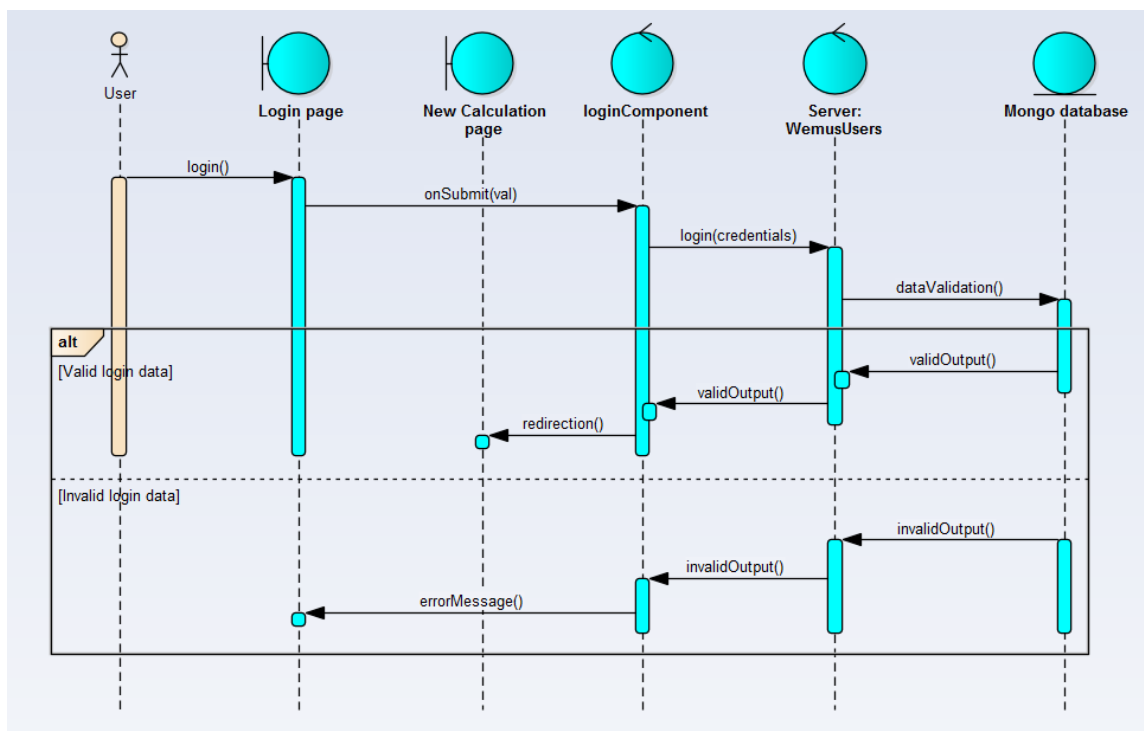 User
Login page
New Calculation
page
loginComponent
Server:
WemusUsers
Mongo database
login()
onSubmit(val)
login(credentials)
dataValidation()
alt
[Valid login data]
validOutput()
validOutput()
redirection()
[Invalid login data]
invalidOutput()
invalidOutput()
errorMessage()